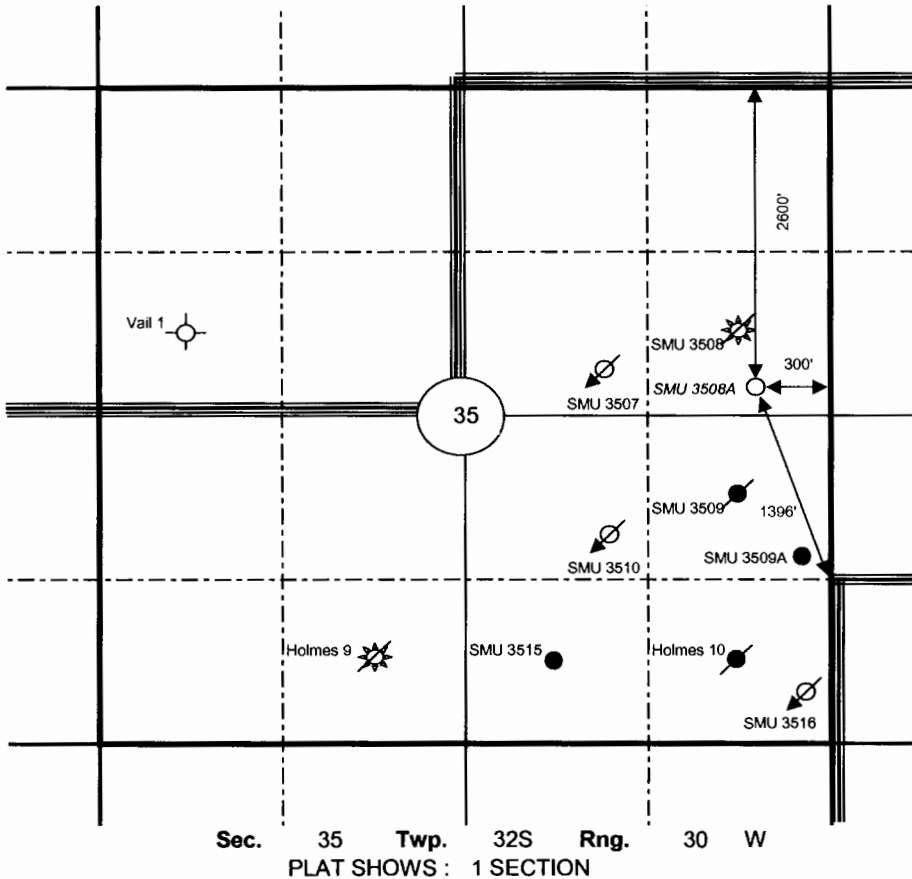 2600'
Vail 1
SMU 3508
300'
SMU 3508A
SMU 3507
35
SMU 3509
1396'
SMU 3509A
SMU 3510
Holmes 9
SMU 3515
Holmes 10
SMU 3516
Sec. 35 Twp. 32S Rng. 30 W
PLAT SHOWS : 1 SECTION